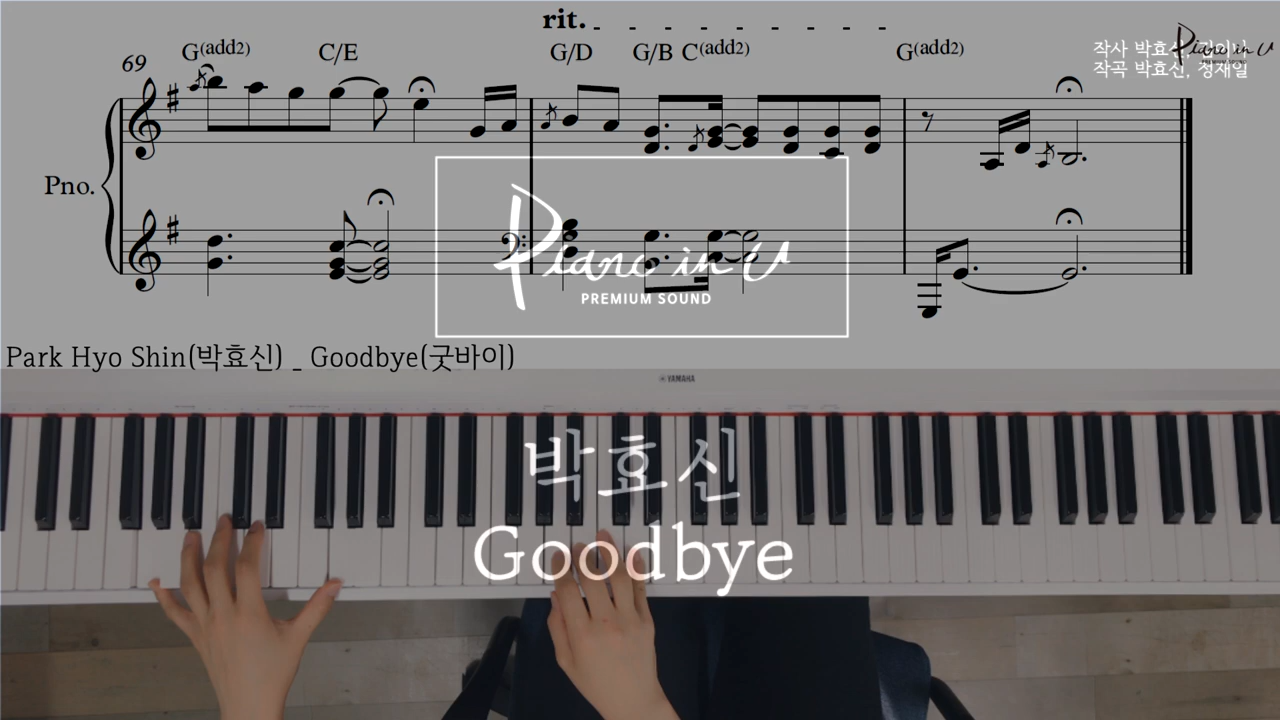 rit.
G(add2) C/E G/D G/B C(add2) G(add2)
69
작사 박효신,
Piano in U
작곡 박효신, 정재일
Pno.
Piano in U
PREMIUM SOUND
Park Hyo Shin(박효신) _ Goodbye(굿바이)
YAMAHA
박효신
Goodbye